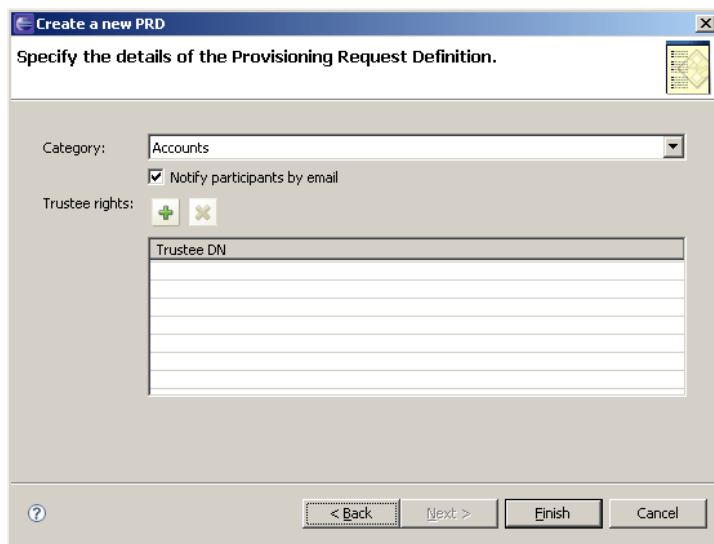 Create a new PRD
Specify the details of the Provisioning Request Definition.
Category:
Accounts
Notify participants by email
Trustee rights:
Trustee DN
< Back
Next >
Finish
Cancel